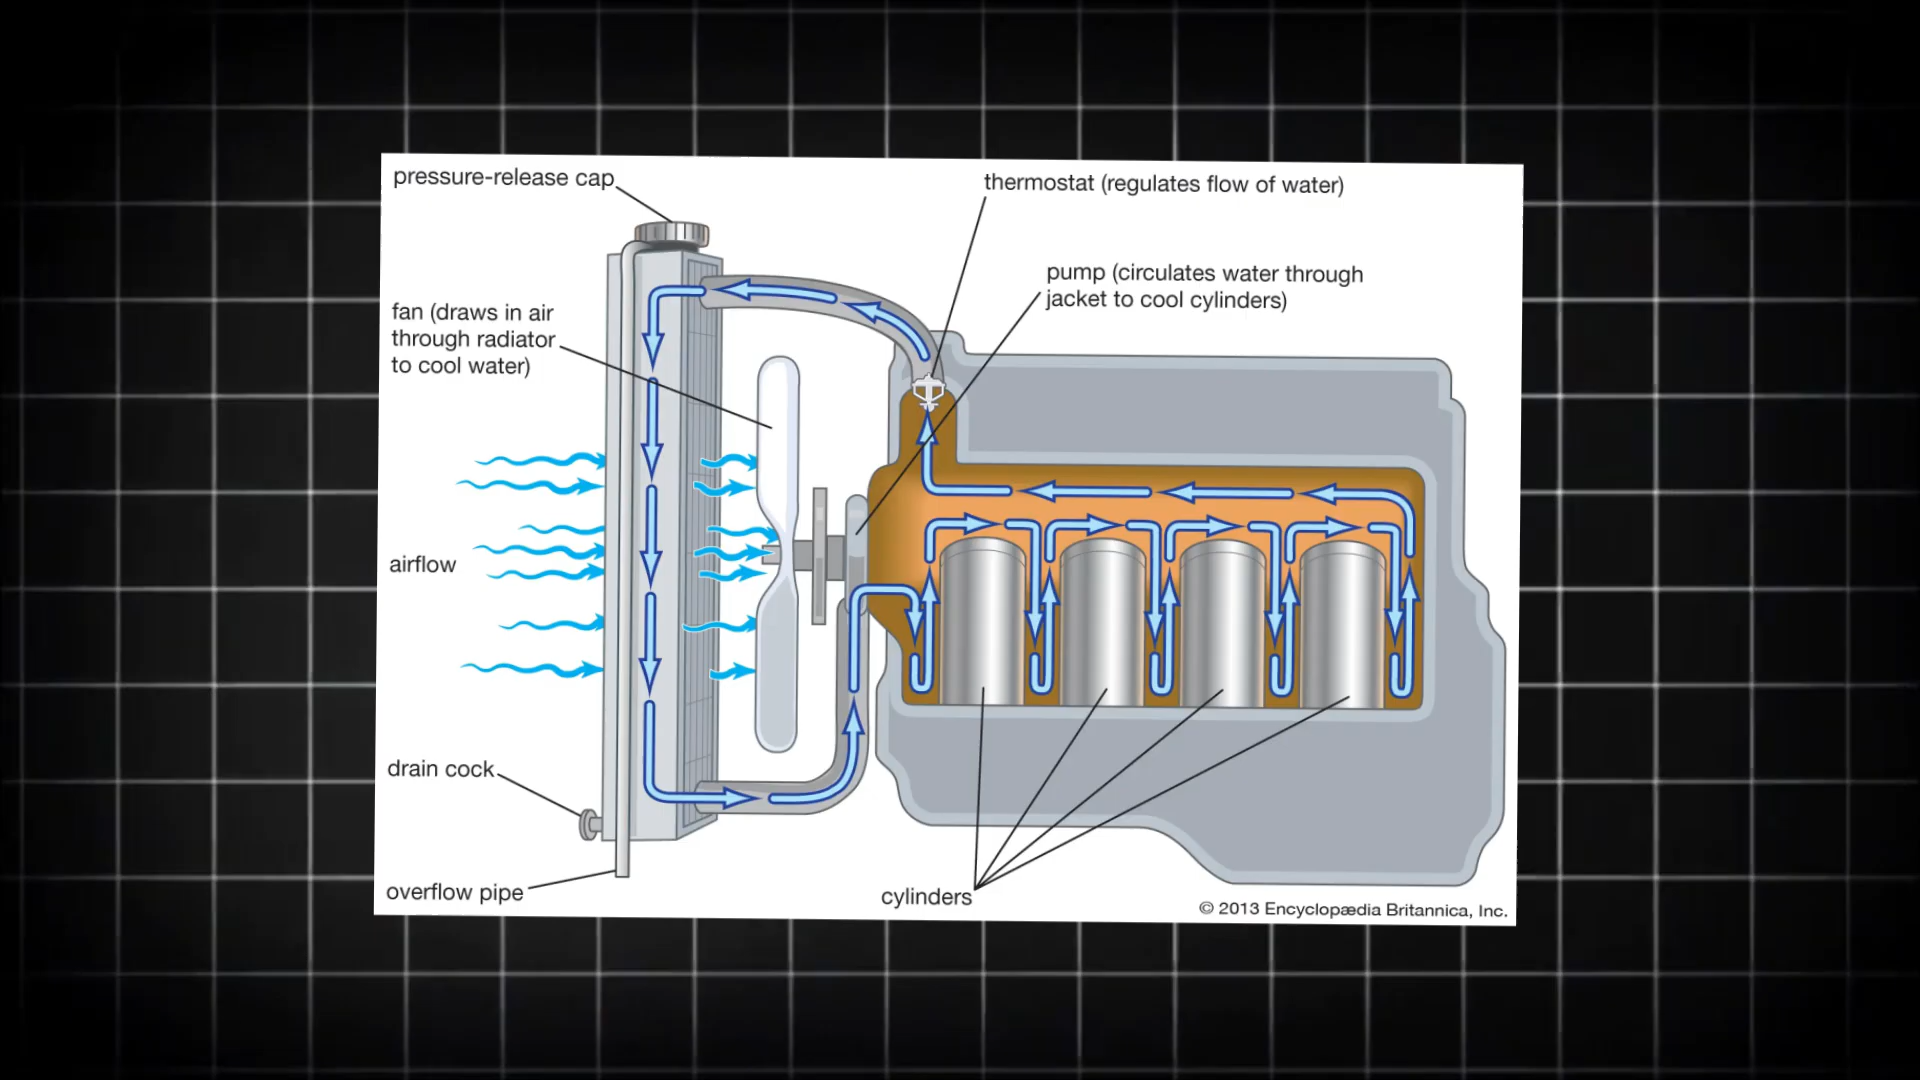 pressure-release cap
thermostat (regulates flow of water)
pump (circulates water through
jacket to cool cylinders)
fan (draws in air
through radiator
to cool water)
airflow
drain cock
overflow pipe
cylinders
© 2013 Encyclopædia Britannica, Inc.